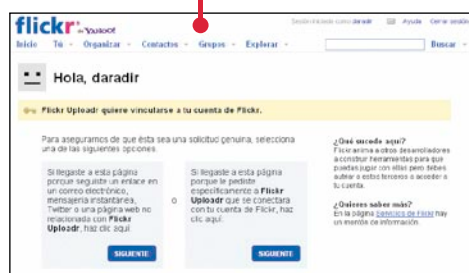 flickr de YAHOO!
Sesión iniciada como daradir Ayuda Cerrar sesión
Inicio Tú Organizar Contactos Grupos Explorar Buscar
Hola, daradir
Flickr Uploadr quiere vincularse a tu cuenta de Flickr.
Para asegurarnos de que ésta sea una solicitud genuina, selecciona
una de las siguientes opciones.
Si llegaste a esta página
porque seguiste un enlace en
un correo electrónico,
mensajería instantánea,
Twitter o una página web no
relacionada con Flickr
Uploadr, haz clic aquí.
SIGUIENTE
o
Si llegaste a esta página
porque le pediste
específicamente a Flickr
Uploadr que se conectara
con tu cuenta de Flickr, haz
clic aquí.
SIGUIENTE
¿Qué sucede aquí?
Flickr anima a otros desarrolladores
a construir herramientas para que
puedas jugar con ellas pero debes
autorizar a estos terceros a acceder a
tu cuenta.
¿Quieres saber más?
En la página Servicios de Flickr hay
un montón de información.